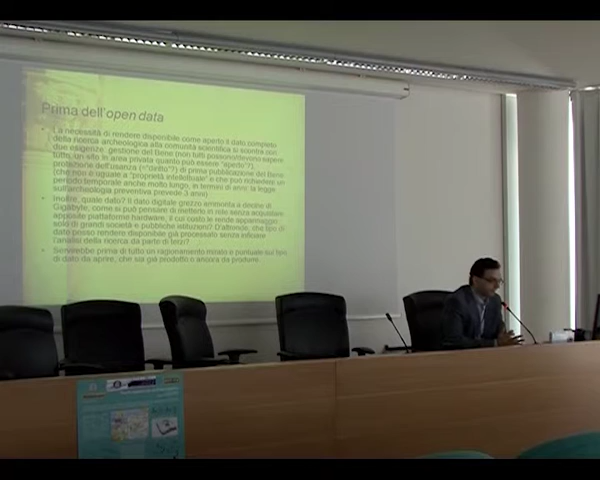 Prima dell'open data
La necessità di rendere disponibile come aperto il dato completo
della ricerca archeologica alla comunità scientifica si scontra con
due esigenze: gestione del Bene (non tutti possono/devono sapere
tutto, un sito in area privata quanto può essere "aperto"?),
protezione dell'usanza (="diritto"?) di prima pubblicazione del Bene
(che non è uguale a "proprietà intellettuale" e che può richiedere un
periodo temporale anche molto lungo, in termini di anni: la legge
sull'archeologia preventiva prevede 3 anni).
Inoltre, quale dato? Il dato digitale grezzo ammonta a decine di
Gigabyte, come si può pensare di metterlo in rete senza acquistare
apposite piattaforme hardware, il cui costo le rende appannaggio
solo di grandi società e pubbliche istituzioni? D'altronde, che tipo di
dato posso rendere disponibile già processato senza inficiare
l'analisi della ricerca da parte di terzi?
Servirebbe prima di tutto un ragionamento mirato e puntuale sul tipo
di dato da aprire, che sia già prodotto o ancora da produrre.